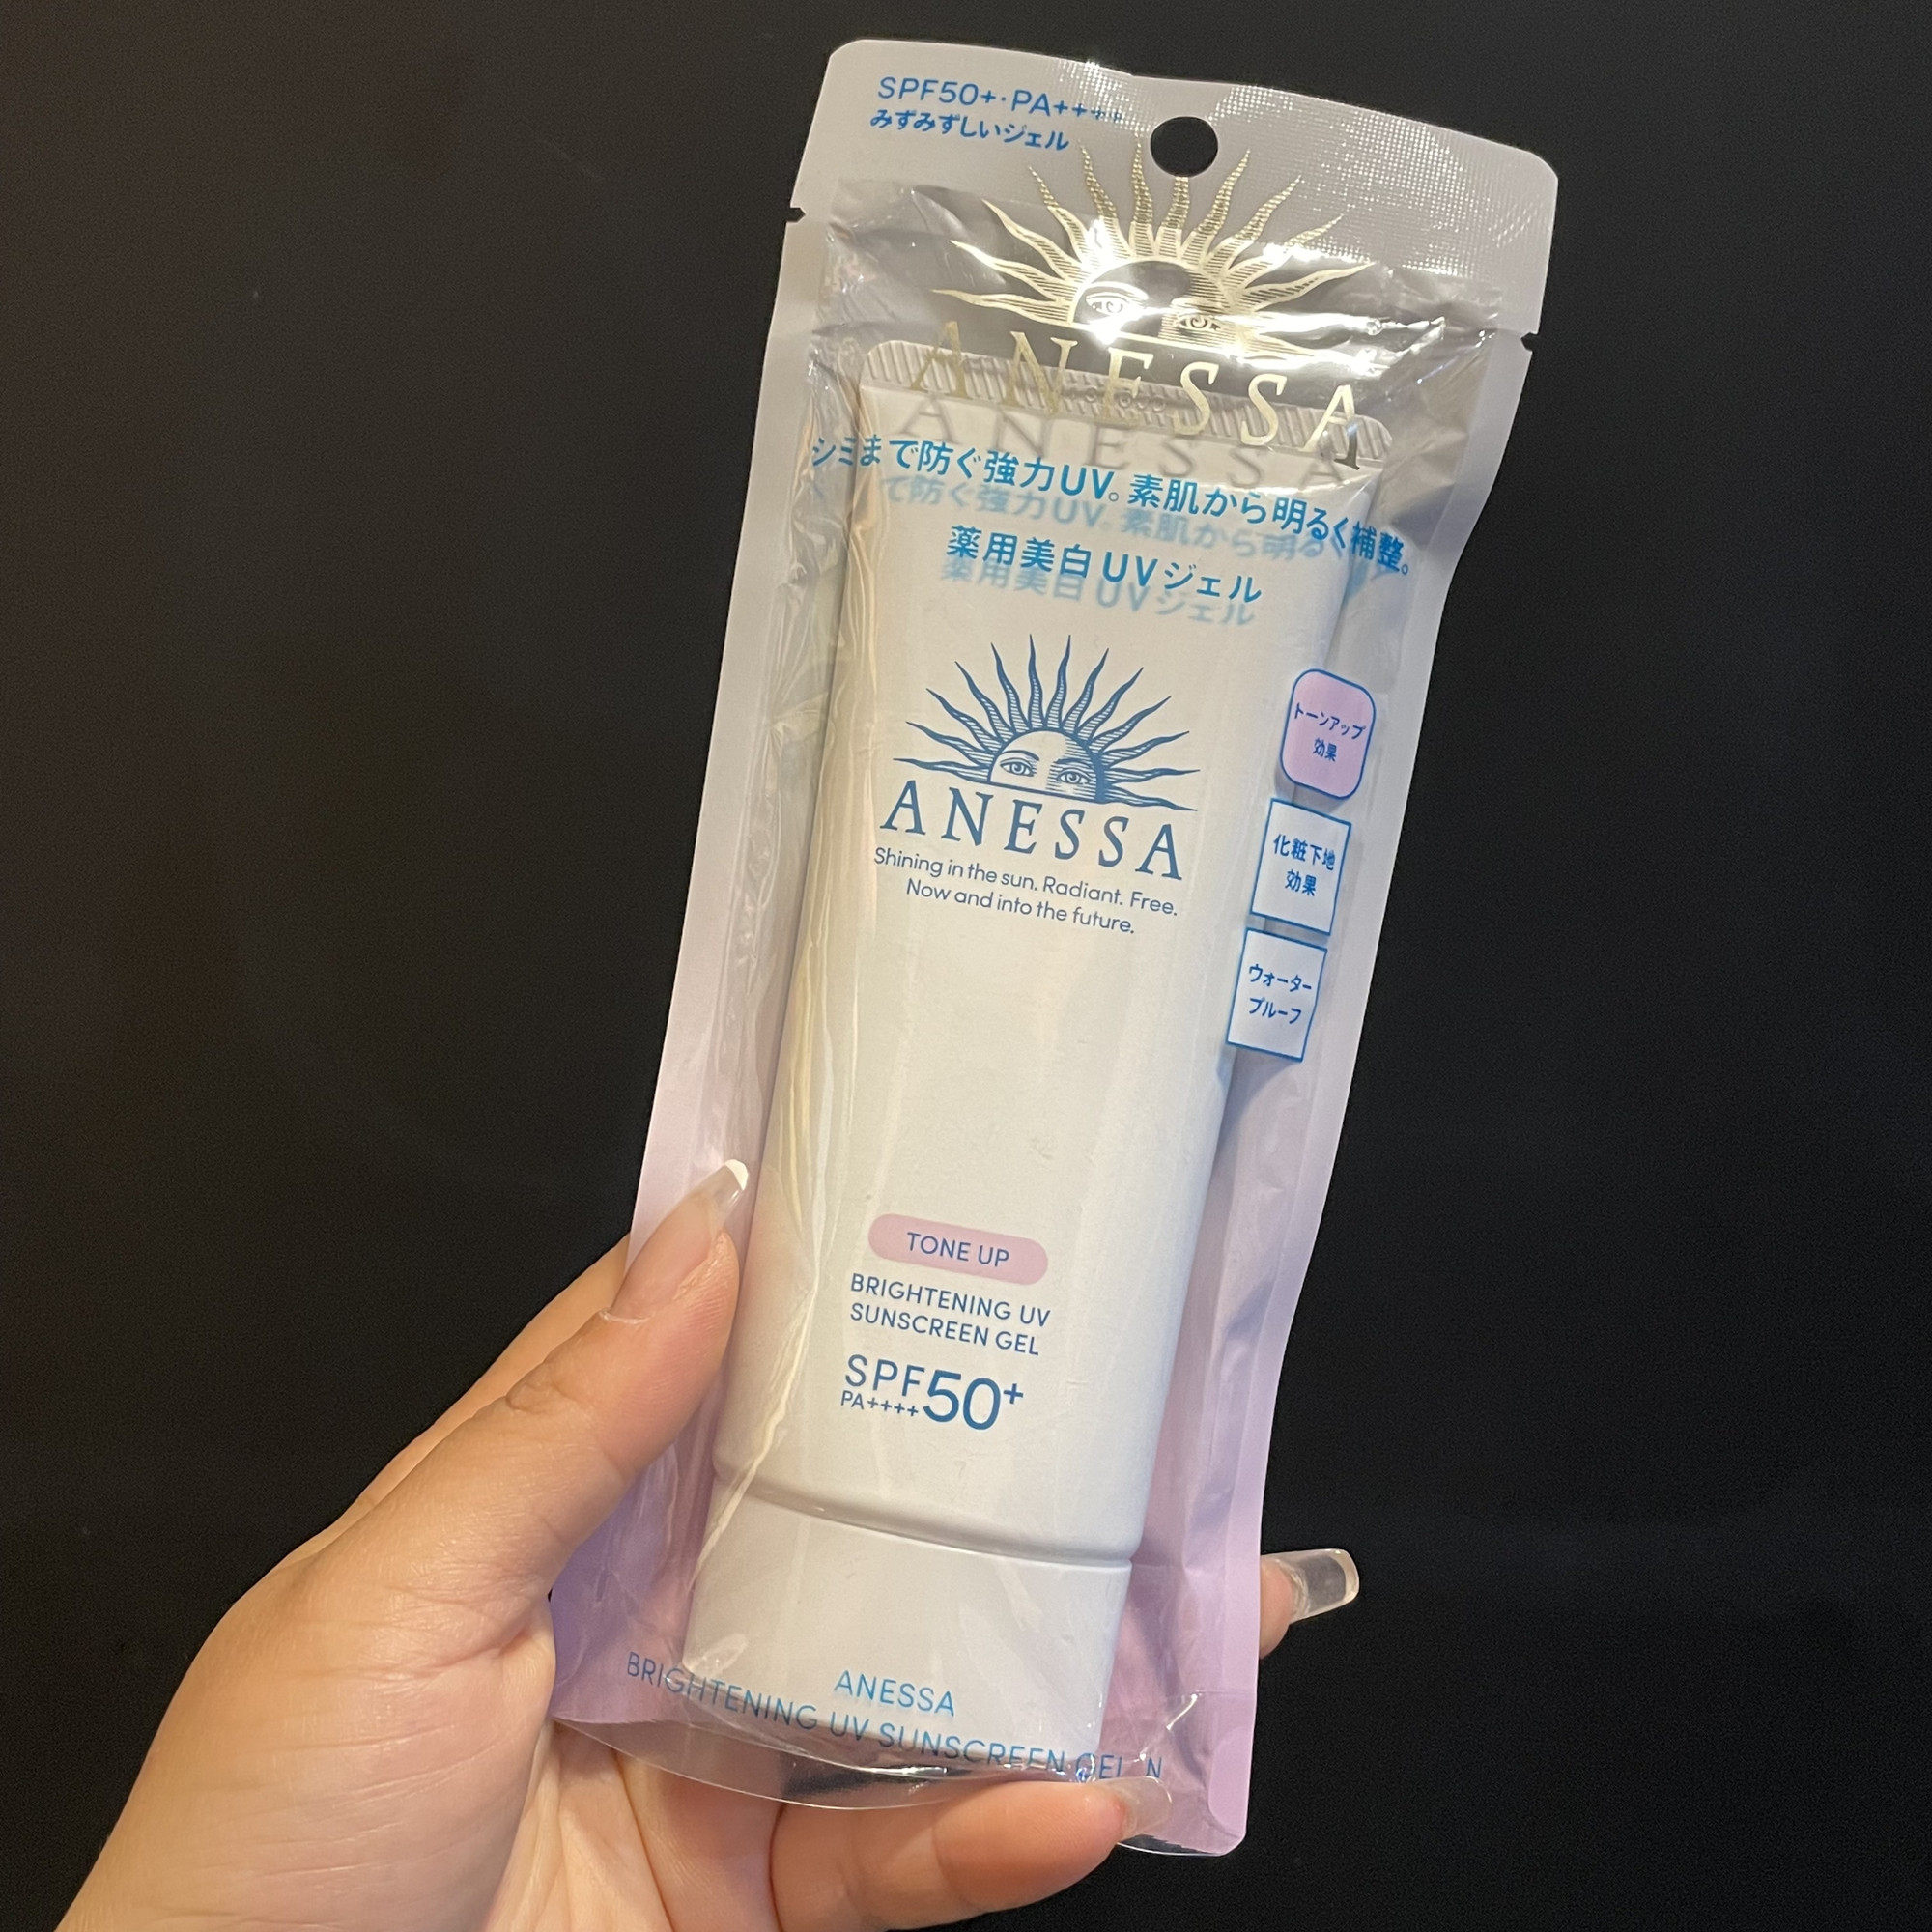 SPF50+・PA++++
みずみずしいジェル
ANESSA
シミまで防ぐ強力UV。素肌から明るく補整。
薬用美白UVジェル
ANESSA
Shining in the sun. Radiant. Free.
Now and into the future.
トーンアップ
効果
化粧下地
効果
ウォーター
プルーフ
TONE UP
BRIGHTENING UV
SUNSCREEN GEL
SPF50+
PA++++
ANESSA
BRIGHTENING UV SUNSCREEN GEL N